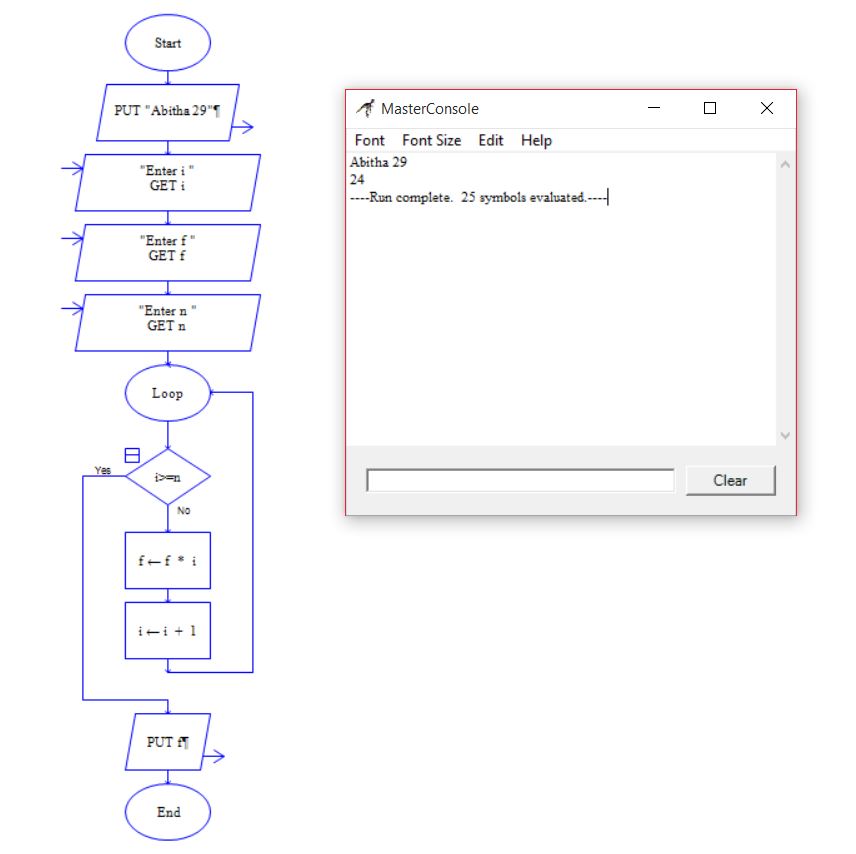 Start
PUT "Abitha 29"¶
"Enter i "
GET i
"Enter f "
GET f
"Enter n "
GET n
Loop
Yes
i>=n
No
f←f * i
i←i + 1
PUT f¶
End
MasterConsole
Font Font Size Edit Help
Abitha 29
24
----Run complete.  25 symbols evaluated.----
Clear